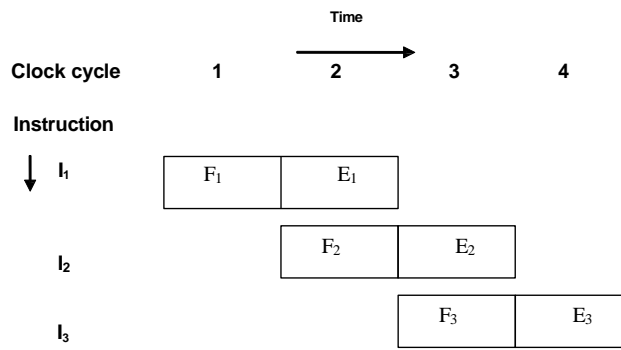 Time
Clock cycle 1 2 3 4
Instruction
I₁ F₁ E₁
I₂ F₂ E₂
I₃ F₃ E₃